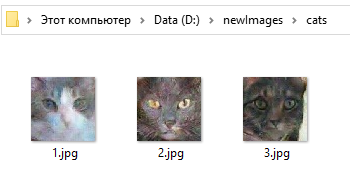 Этот компьютер > Data (D:) > newImages > cats
1.jpg 2.jpg 3.jpg